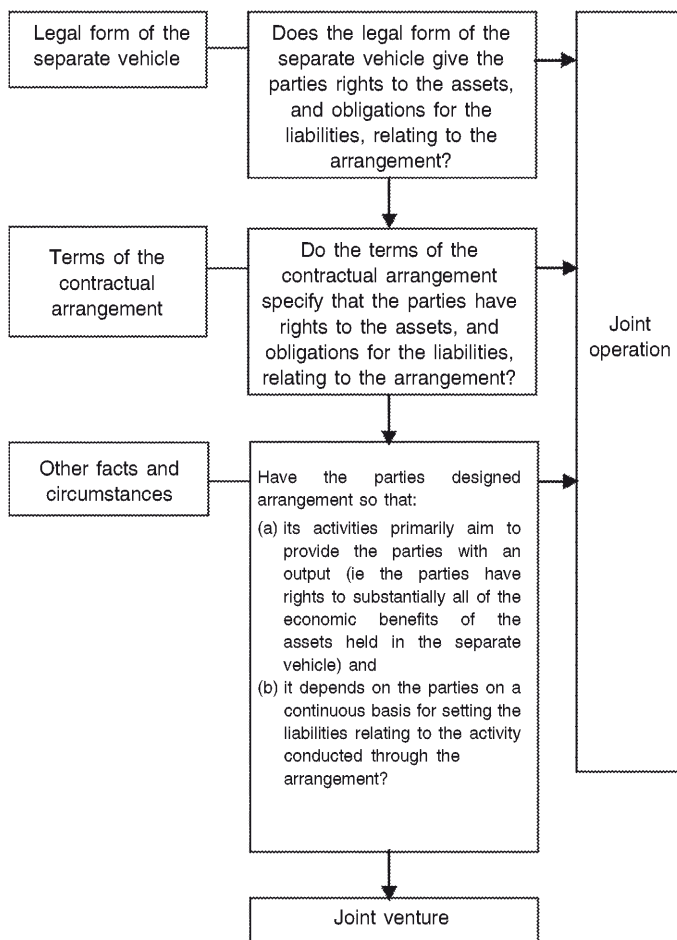 Legal form of the
separate vehicle
Does the legal form of the
separate vehicle give the
parties rights to the assets,
and obligations for the
liabilities, relating to the
arrangement?
Terms of the
contractual
arrangement
Do the terms of the
contractual arrangement
specify that the parties have
rights to the assets, and
obligations for the liabilities,
relating to the arrangement?
Joint
operation
Other facts and
circumstances
Have the parties designed
arrangement so that:
(a) its activities primarily aim to
provide the parties with an
output (ie the parties have
rights to substantially all of the
economic benefits of the
assets held in the separate
vehicle) and
(b) it depends on the parties on a
continuous basis for setting the
liabilities relating to the activity
conducted through the
arrangement?
Joint venture